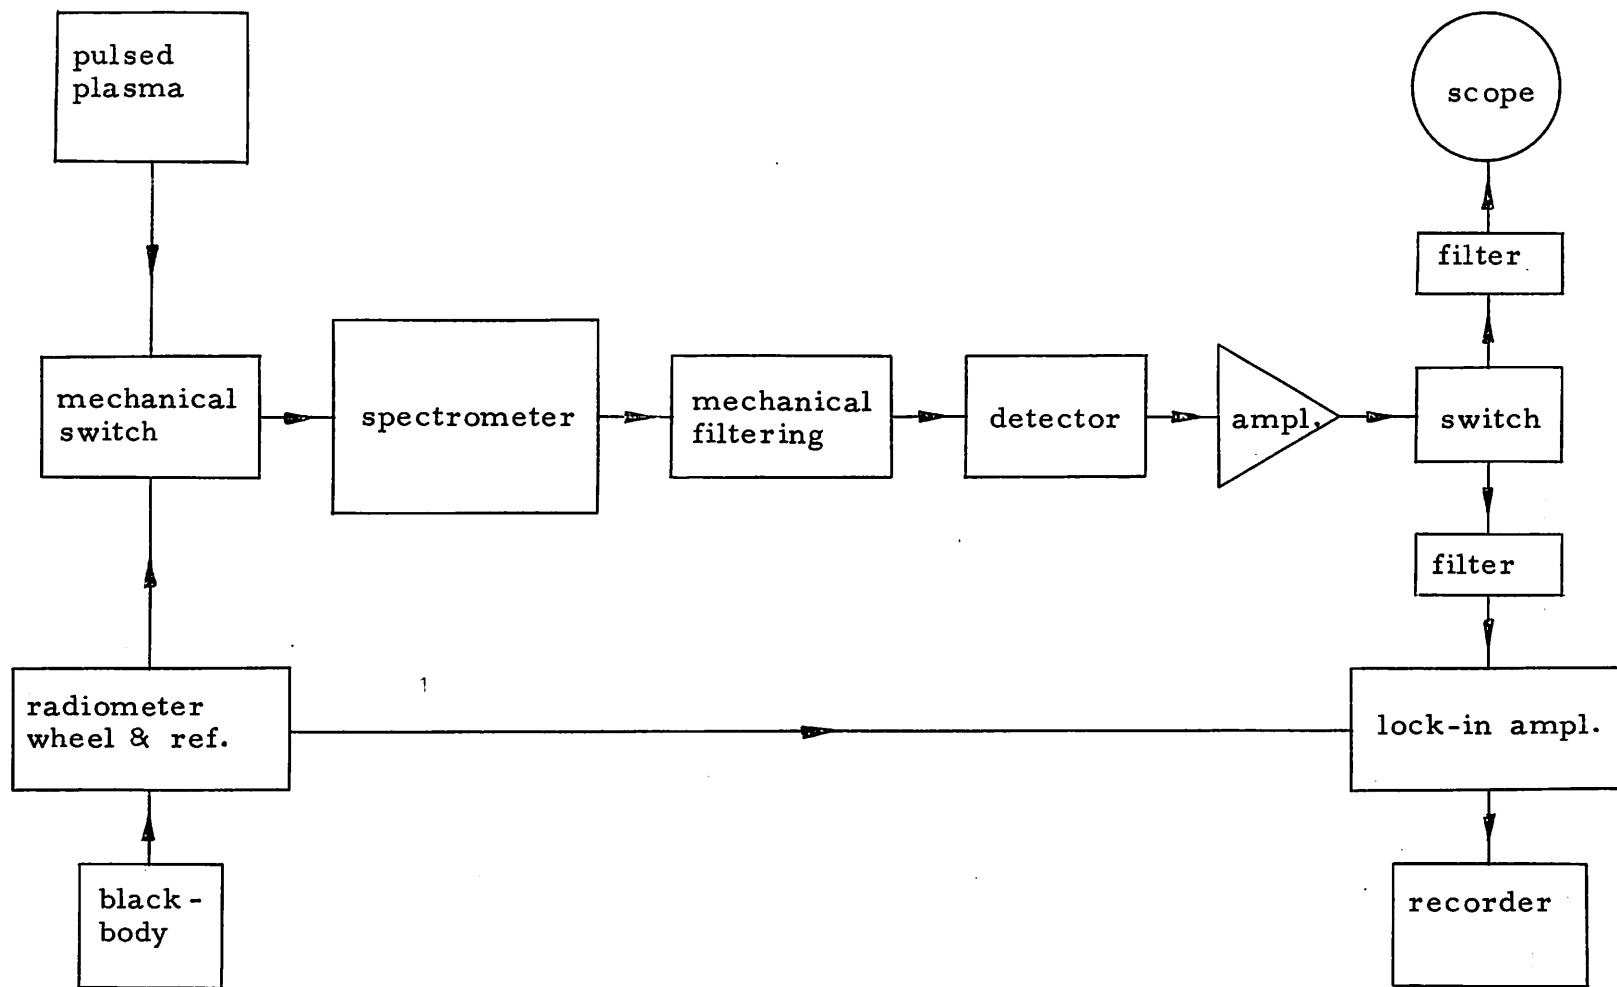 pulsed
plasma
scope
filter
mechanical
switch
spectrometer
mechanical
filtering
detector
ampl.
switch
filter
radiometer
wheel & ref.
1
lock-in ampl.
black-
body
recorder